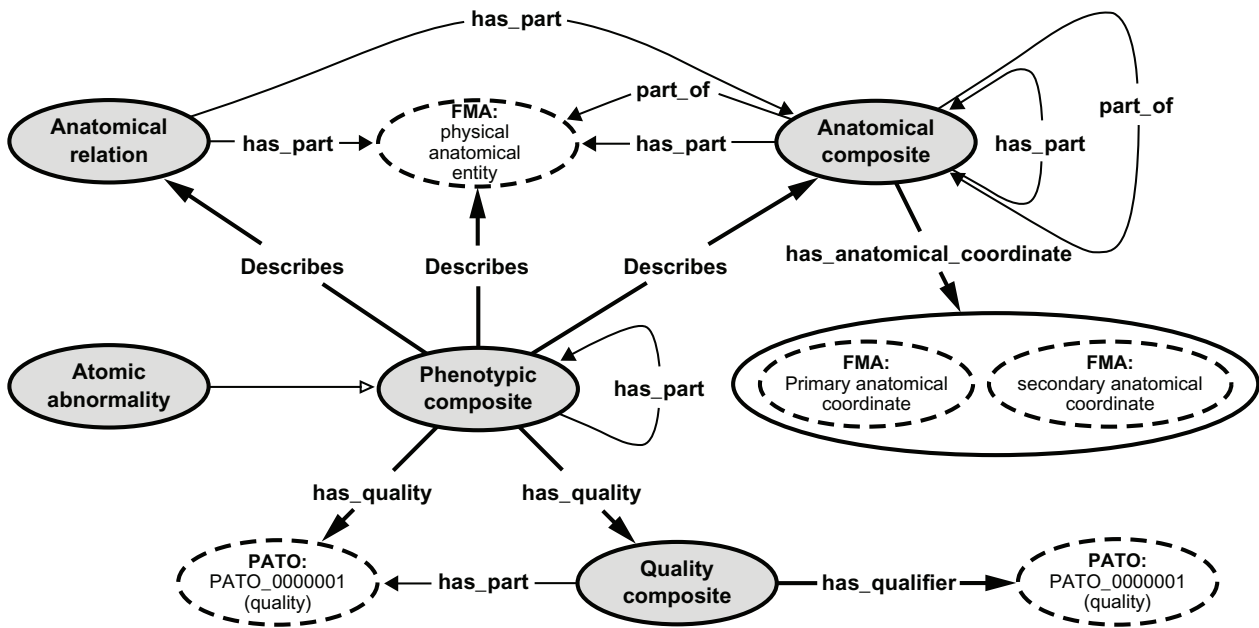 has_part
Anatomical
relation
has_part
FMA:
physical
anatomical
entity
part_of
has_part
Anatomical
composite
has_part
part_of
Describes
Describes
Describes
has_anatomical_coordinate
Atomic
abnormality
Phenotypic
composite
has_part
FMA:
Primary anatomical
coordinate
FMA:
secondary anatomical
coordinate
has_quality
has_quality
PATO:
PATO_0000001
(quality)
has_part
Quality
composite
has_qualifier
PATO:
PATO_0000001
(quality)